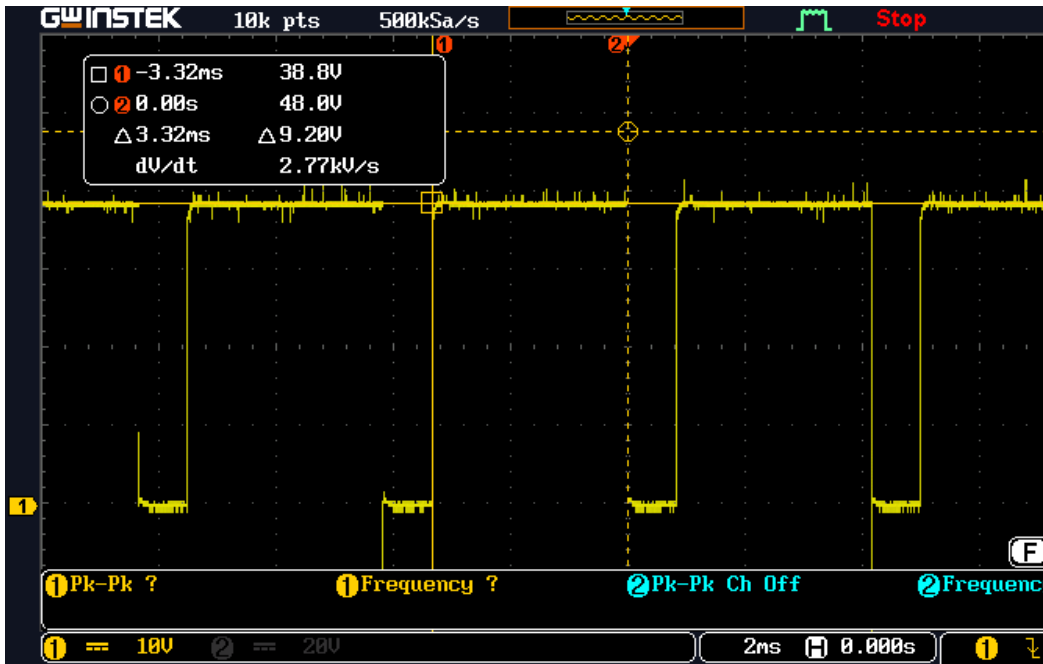 GWINSTEK 10k pts 500kSa/s Stop
1 2
1 -3.32ms 38.8V
2 0.00s 48.0V
△3.32ms △9.20V
dV/dt 2.77kV/s
1
F
1 Pk-Pk ? 1 Frequency ? 2 Pk-Pk Ch Off 2 Frequenc
1 10V 2 20V 2ms H 0.000s 1